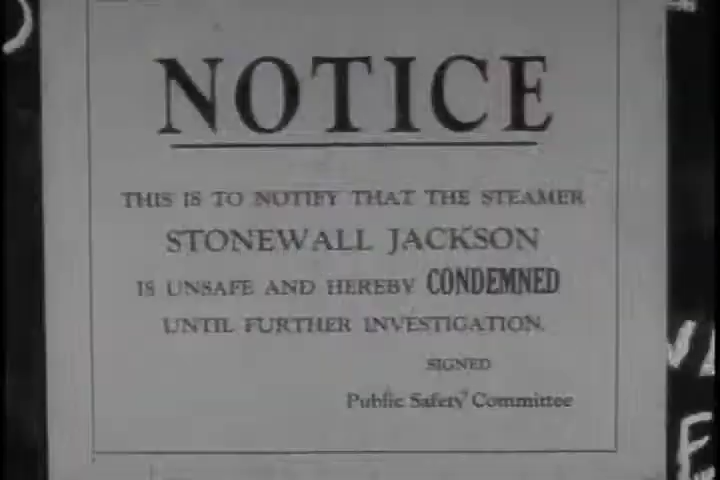 NOTICE
THIS IS TO NOTIFY THAT THE STEAMER
STONEWALL JACKSON
IS UNSAFE AND HEREBY CONDEMNED
UNTIL FURTHER INVESTIGATION.
SIGNED
Public Safety Committee